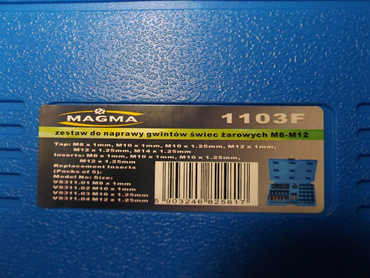 MAGMA
1103F
zestaw do naprawy gwintów świec żarowych M8-M12
Tap: M8 x 1mm, M10 x 1mm, M10 x 1.25mm, M12 x 1mm,
M12 x 1.25mm, M14 x 1.25mm
Inserts: M8 x 1mm, M10 x 1mm, M10 x 1.25mm,
M12 x 1.25mm
Replacement Inserts
(Packs of 5):
Model No: Size:
VS311.01 M8 x 1mm
VS311.02 M10 x 1mm
VS311.03 M10 x 1.25mm
VS311.04 M12 x 1.25mm
5 903246 825817